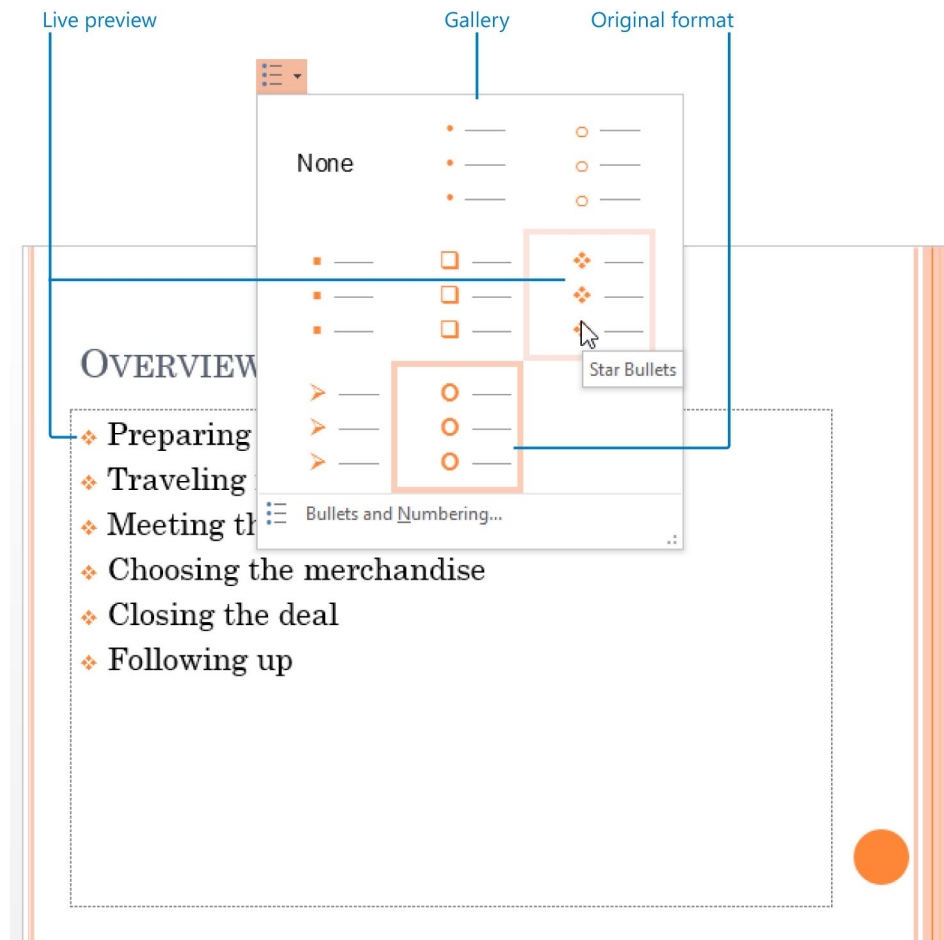 Live preview
Gallery
Original format
None
Star Bullets
Bullets and Numbering...
OVERVIEW
Preparing
Traveling
Meeting
Choosing the merchandise
Closing the deal
Following up